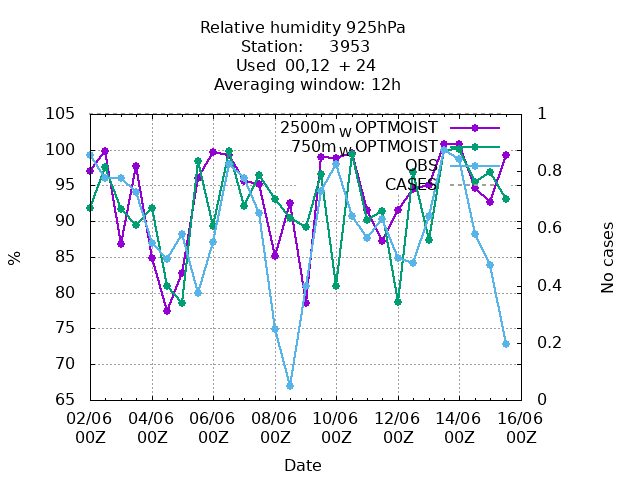 Relative humidity 925hPa
Station: 3953
Used 00,12 + 24
Averaging window: 12h
105 1
2500m W OPTMOIST
100
750m W OPTMOIST
OBS
0.8
95
CASES
90
0.6
85
%
No cases
80
0.4
75
0.2
70
65 0
02/06 04/06 06/06 08/06 10/06 12/06 14/06 16/06
00Z 00Z 00Z 00Z 00Z 00Z 00Z 00Z
Date